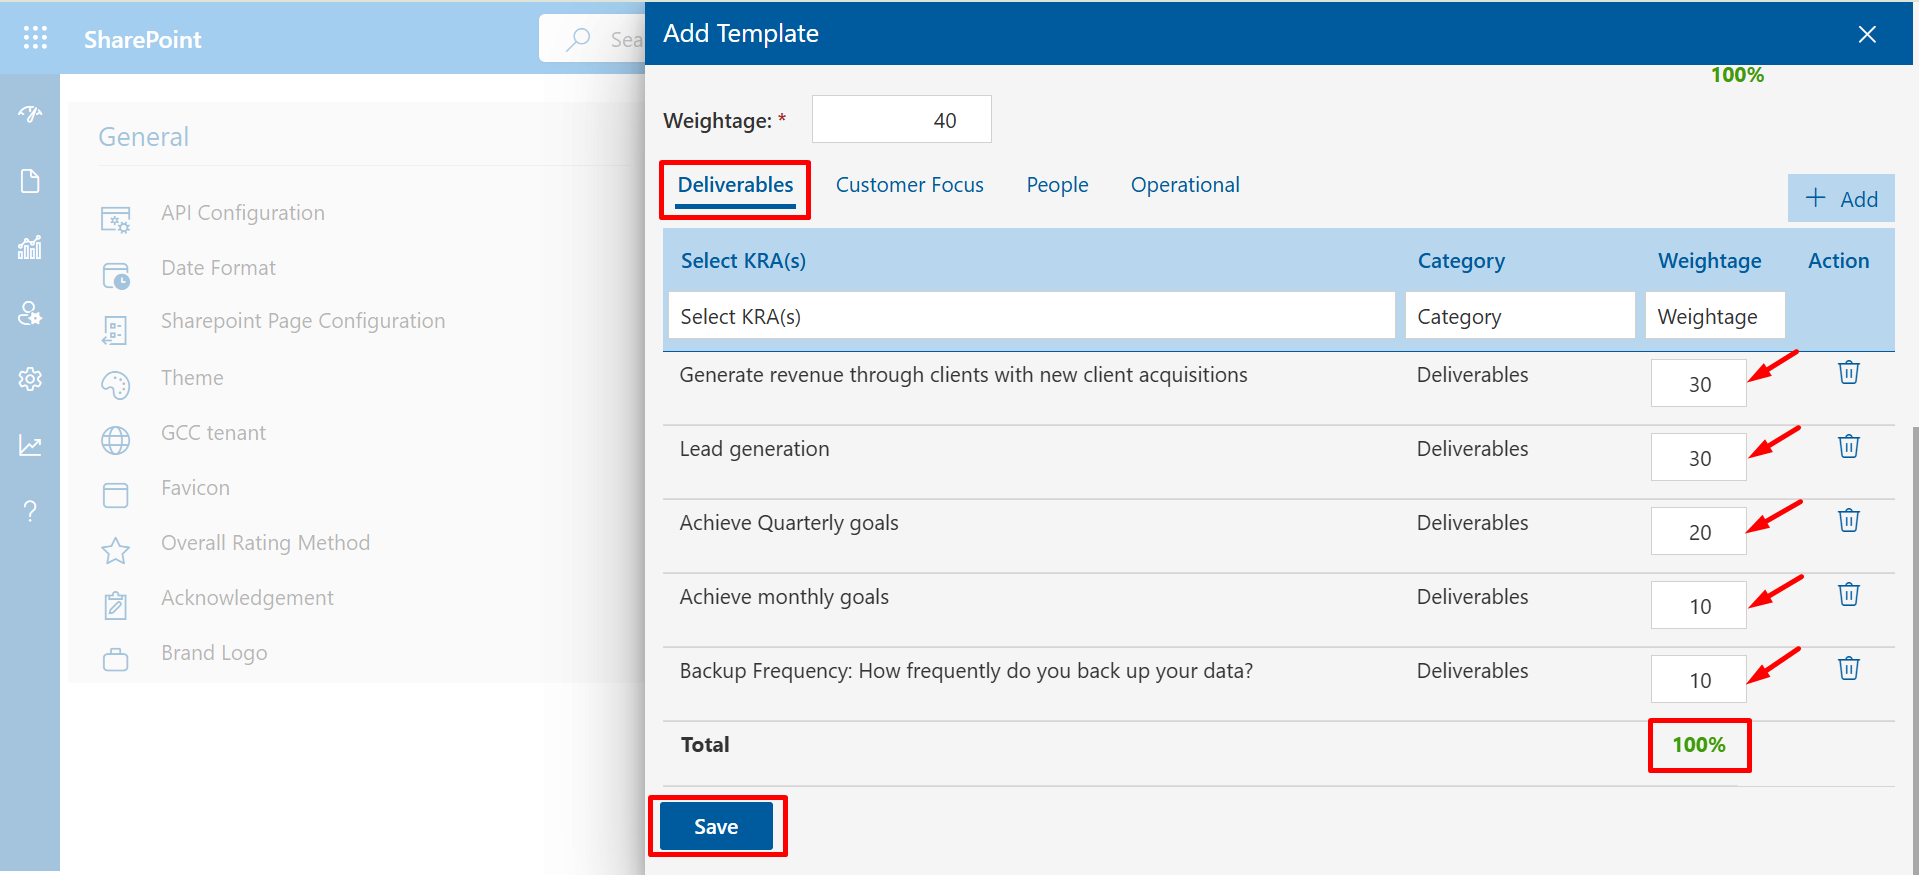 SharePoint
Sea
General
API Configuration
Date Format
Sharepoint Page Configuration
Theme
GCC tenant
Favicon
Overall Rating Method
Acknowledgement
Brand Logo
Add Template
100%
Weightage: * 40
Deliverables Customer Focus People Operational
+ Add
Select KRA(s) Category Weightage Action
Select KRA(s) Category Weightage
Generate revenue through clients with new client acquisitions Deliverables 30
Lead generation Deliverables 30
Achieve Quarterly goals Deliverables 20
Achieve monthly goals Deliverables 10
Backup Frequency: How frequently do you back up your data? Deliverables 10
Total 100%
Save